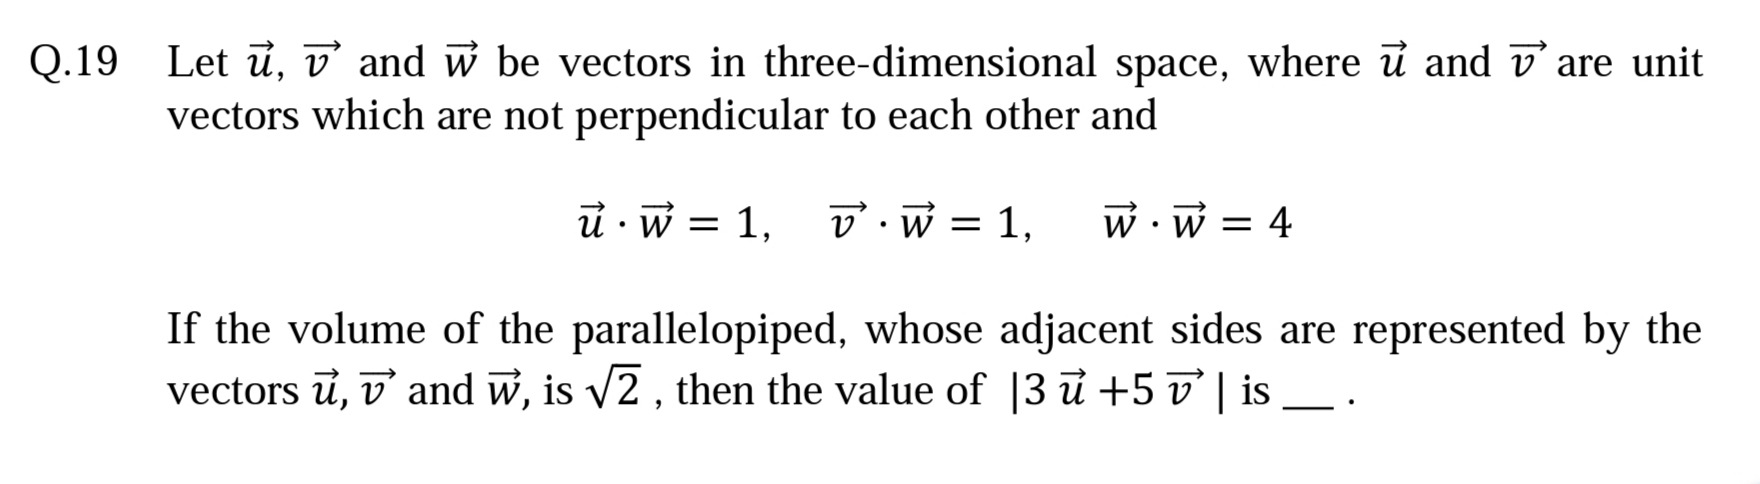 Q.19 Let u⃗, v⃗ and w⃗ be vectors in three-dimensional space, where u⃗ and v⃗ are unit
vectors which are not perpendicular to each other and
u⃗ · w⃗ = 1, v⃗ · w⃗ = 1, w⃗ · w⃗ = 4
If the volume of the parallelopiped, whose adjacent sides are represented by the
vectors u⃗, v⃗ and w⃗, is √2 , then the value of |3 u⃗ +5 v⃗ | is ___ .